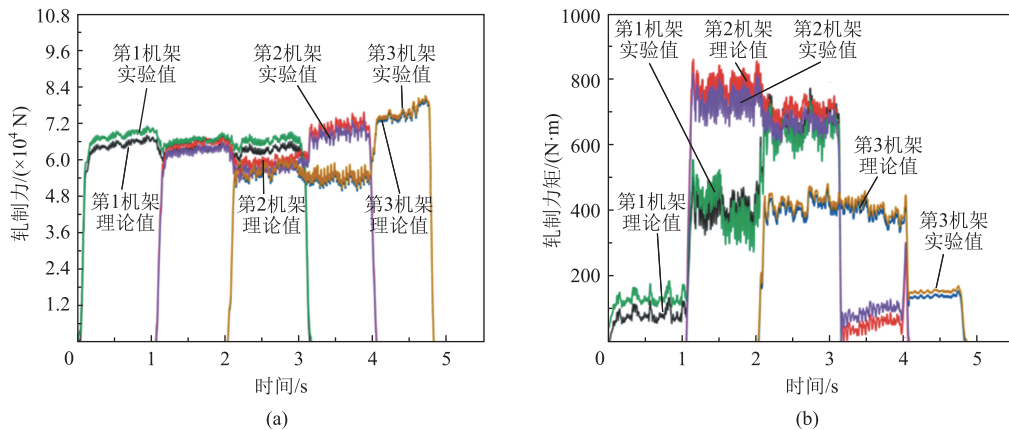 (a)
10.8
9.6
8.4
7.2
6.0
4.8
3.6
2.4
1.2
轧制力/(×10⁴ N)
第1机架
实验值
第2机架
实验值
第3机架
实验值
第1机架
理论值
第2机架
理论值
第3机架
理论值
0 1 2 3 4 5
时间/s
(a)
(b)
1000
800
600
400
200
轧制力矩/(N·m)
第1机架
实验值
第2机架
理论值
第2机架
实验值
第1机架
理论值
第3机架
理论值
第3机架
实验值
0 1 2 3 4 5
时间/s
(b)